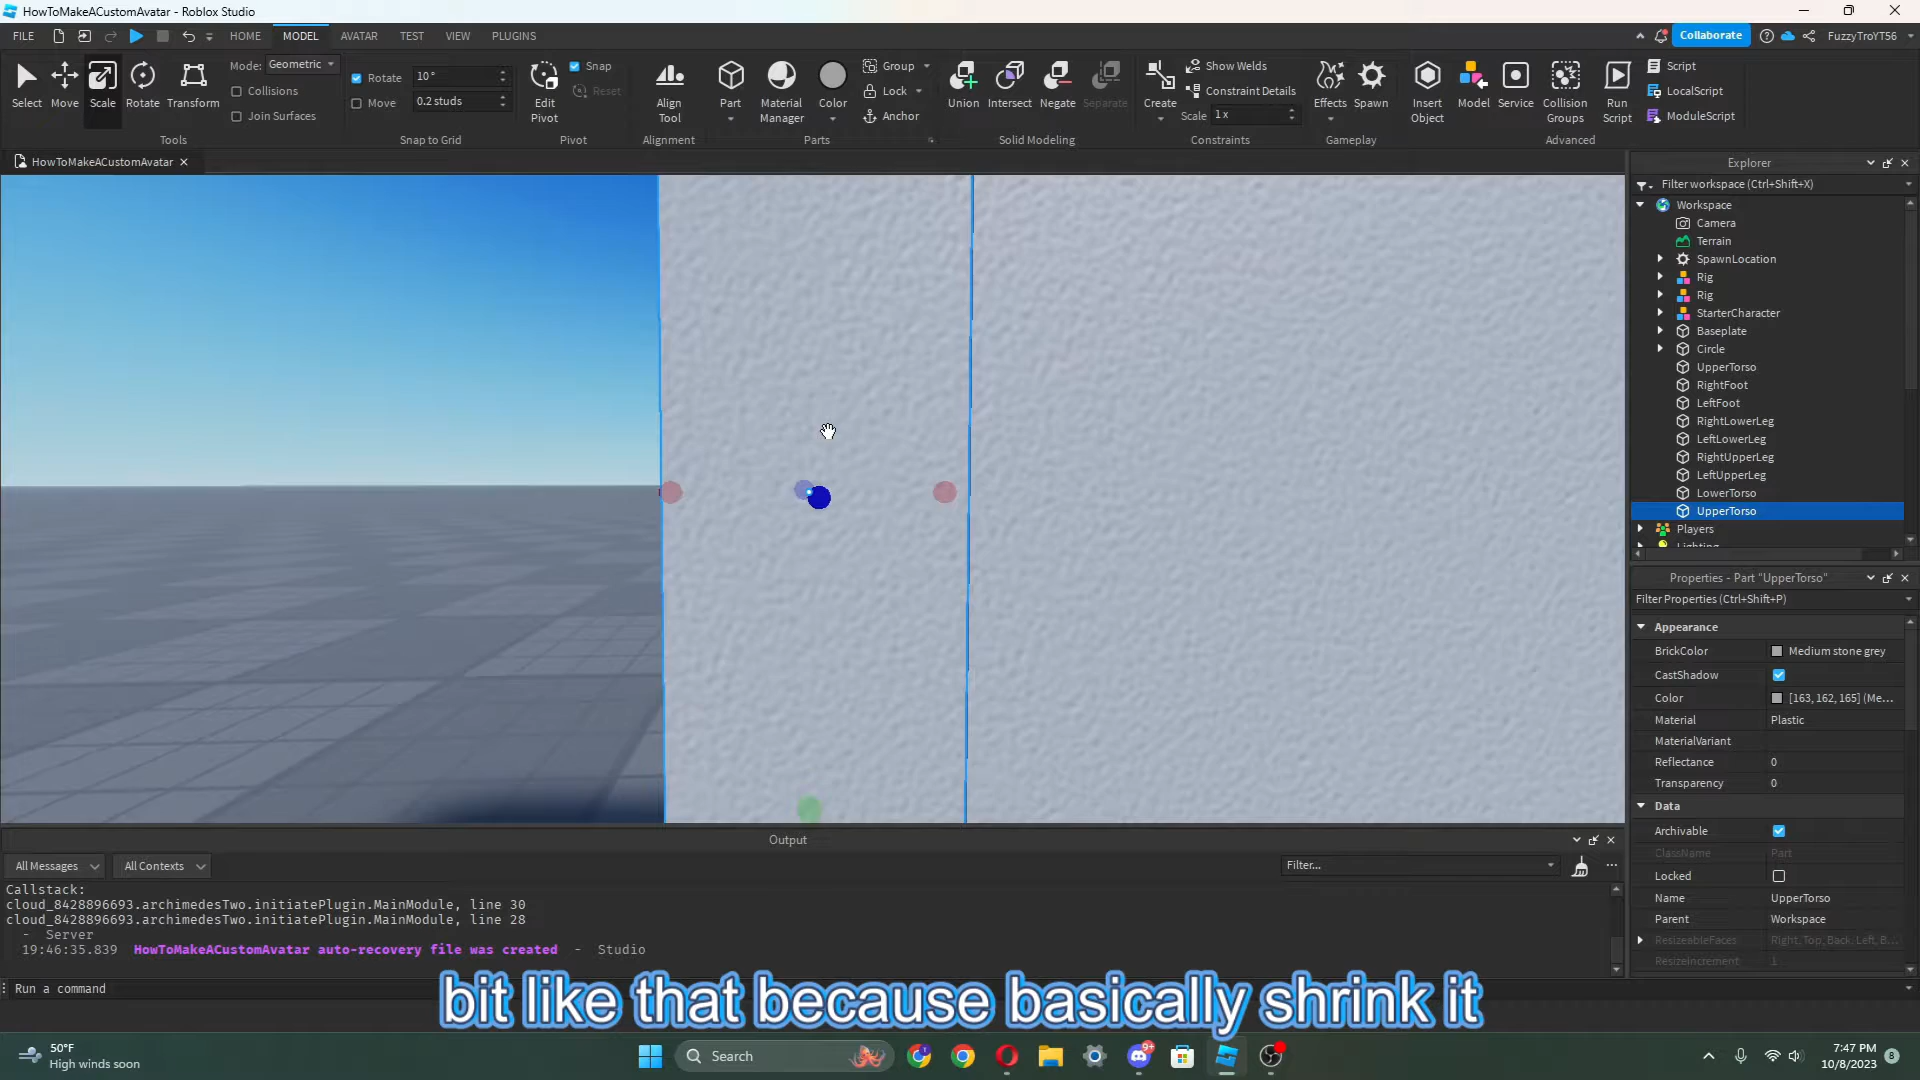 HowToMakeACustomAvatar - Roblox Studio
FILE
HOME
MODEL
AVATAR
TEST
VIEW
PLUGINS
Collaborate
FuzzyTroYT56
Select
Move
Scale
Rotate
Transform
Mode:
Geometric
Collisions
Join Surfaces
Tools
Rotate
10 °
Move
0.2 studs
Snap to Grid
Edit
Pivot
Snap
Reset
Pivot
Align
Tool
Alignment
Part
Material
Manager
Color
Group
Lock
Anchor
Parts
Union
Intersect
Negate
Separate
Solid Modeling
Create
Show Welds
Constraint Details
Scale
1 x
Constraints
Effects
Spawn
Gameplay
Insert
Object
Model
Service
Collision
Groups
Run
Script
Script
LocalScript
ModuleScript
Advanced
HowToMakeACustomAvatar
Explorer
Filter workspace (Ctrl+Shift+X)
Workspace
Camera
Terrain
SpawnLocation
Rig
Rig
StarterCharacter
Baseplate
Circle
UpperTorso
RightFoot
LeftFoot
RightLowerLeg
LeftLowerLeg
RightUpperLeg
LeftUpperLeg
LowerTorso
UpperTorso
Players
Lighting
Properties - Part "UpperTorso"
Filter Properties (Ctrl+Shift+P)
Appearance
BrickColor
Medium stone grey
CastShadow
Color
[163, 162, 165] (Me...
Material
Plastic
MaterialVariant
Reflectance
0
Transparency
0
Data
Archivable
ClassName
Part
Locked
Name
UpperTorso
Parent
Workspace
ResizeableFaces
Right, Top, Back, Left, B...
ResizeIncrement
1
Output
All Messages
All Contexts
Filter...
Callstack:
cloud_8428896693.archimedesTwo.initiatePlugin.MainModule, line 30
cloud_8428896693.archimedesTwo.initiatePlugin.MainModule, line 28
- Server
19:46:35.839 HowToMakeACustomAvatar auto-recovery file was created - Studio
Run a command
bit like that because basically shrink it
50°F
High winds soon
Search
9+
7:47 PM
10/8/2023
8